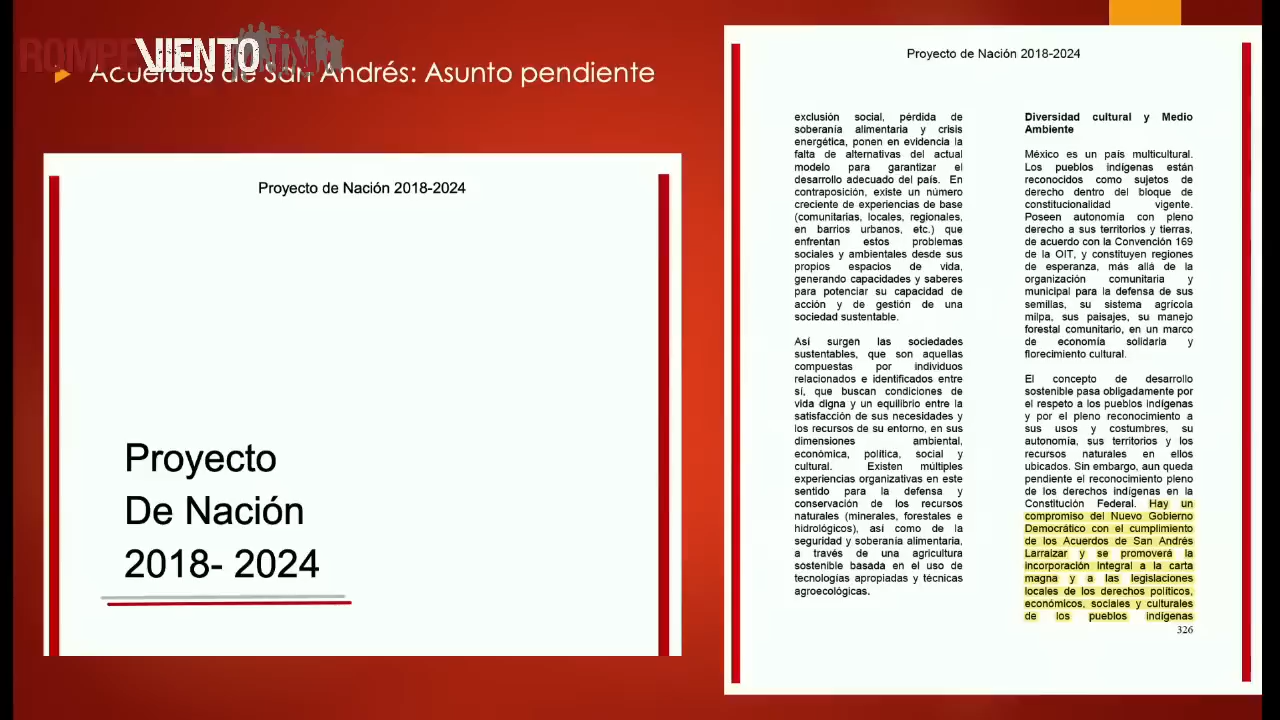 ROMPEVIENTO
Acuerdos de San Andrés: Asunto pendiente
Proyecto de Nación 2018-2024
Proyecto
De Nación
2018- 2024
Proyecto de Nación 2018-2024
exclusión social, pérdida de
soberanía alimentaria y crisis
energética, ponen en evidencia la
falta de alternativas del actual
modelo para garantizar el
desarrollo adecuado del país. En
contraposición, existe un número
creciente de experiencias de base
(comunitarias, locales, regionales,
en barrios urbanos, etc.) que
enfrentan estos problemas
sociales y ambientales desde sus
propios espacios de vida,
generando capacidades y saberes
para potenciar su capacidad de
acción y de gestión de una
sociedad sustentable.
Así surgen las sociedades
sustentables, que son aquellas
compuestas por individuos
relacionados e identificados entre
sí, que buscan condiciones de
vida digna y un equilibrio entre la
satisfacción de sus necesidades y
los recursos de su entorno, en sus
dimensiones ambiental,
económica, política, social y
cultural. Existen múltiples
experiencias organizativas en este
sentido para la defensa y
conservación de los recursos
naturales (minerales, forestales e
hidrológicos), así como de la
seguridad y soberanía alimentaria,
a través de una agricultura
sostenible basada en el uso de
tecnologías apropiadas y técnicas
agroecológicas.
Diversidad cultural y Medio
Ambiente
México es un país multicultural.
Los pueblos indígenas están
reconocidos como sujetos de
derecho dentro del bloque de
constitucionalidad vigente.
Poseen autonomía con pleno
derecho a sus territorios y tierras,
de acuerdo con la Convención 169
de la OIT, y constituyen regiones
de esperanza, más allá de la
organización comunitaria y
municipal para la defensa de sus
semillas, su sistema agrícola
milpa, sus paisajes, su manejo
forestal comunitario, en un marco
de economía solidaria y
florecimiento cultural.
El concepto de desarrollo
sostenible pasa obligadamente por
el respeto a los pueblos indígenas
y por el pleno reconocimiento a
sus usos y costumbres, su
autonomía, sus territorios y los
recursos naturales en ellos
ubicados. Sin embargo, aun queda
pendiente el reconocimiento pleno
de los derechos indígenas en la
Constitución Federal. Hay un
compromiso del Nuevo Gobierno
Democrático con el cumplimiento
de los Acuerdos de San Andrés
Larraizar y se promoverá la
incorporación Integral a la carta
magna y a las legislaciones
locales de los derechos políticos,
económicos, sociales y culturales
de los pueblos indígenas
326